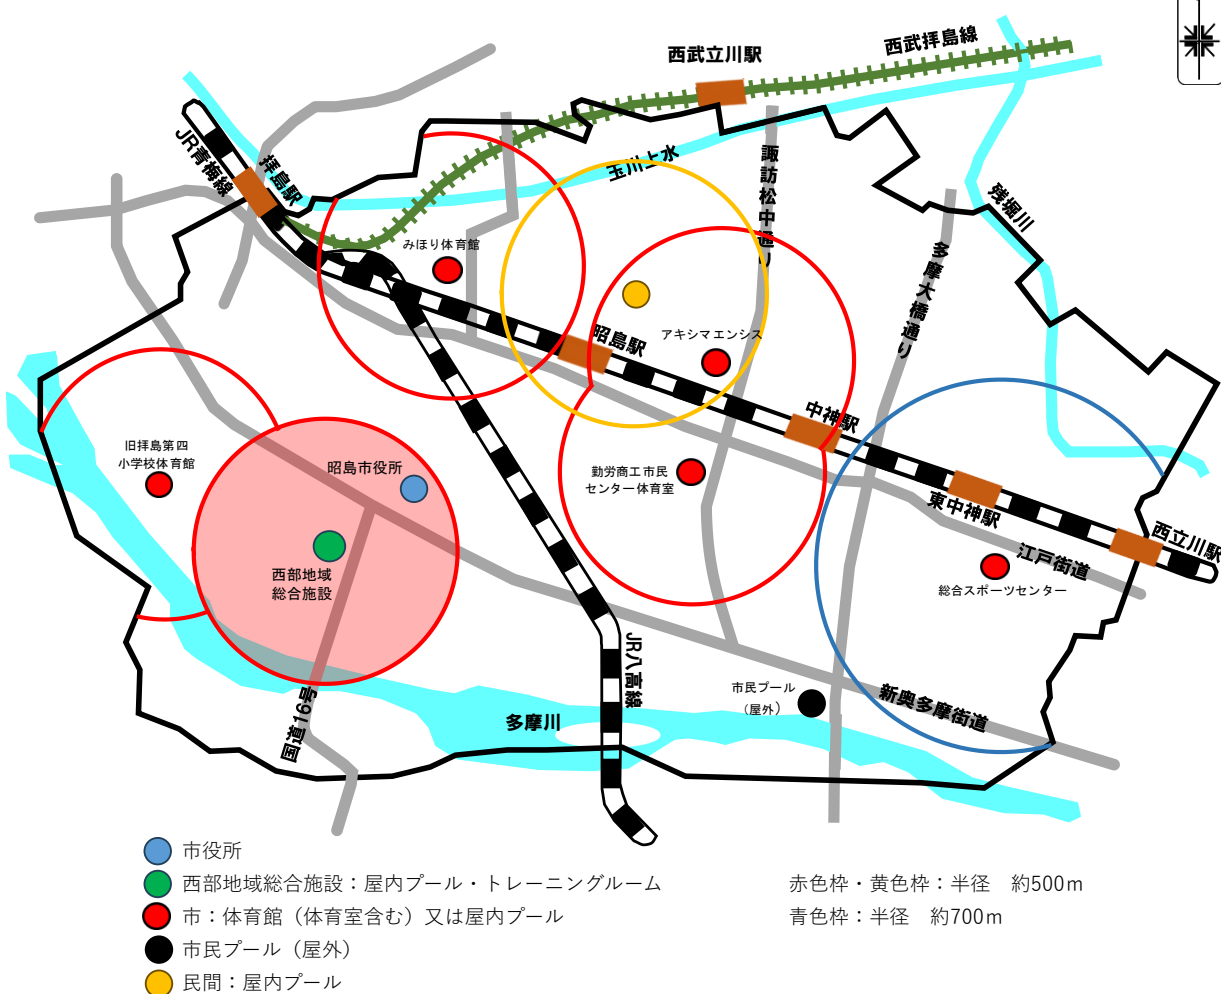 西武立川駅
西武拝島線
JR青梅線
拝島駅
玉川上水
諏訪松中通り
残堀川
多摩大橋通り
みほり体育館
昭島駅
アキシマエンシス
中神駅
旧拝島第四
小学校体育館
昭島市役所
勤労商工市民
センター体育室
東中神駅
西立川駅
江戸街道
西部地域
総合施設
総合スポーツセンター
JR八高線
市民プール
（屋外）
新奥多摩街道
国道16号
多摩川
市役所
西部地域総合施設：屋内プール・トレーニングルーム
市：体育館（体育室含む）又は屋内プール
市民プール（屋外）
民間：屋内プール
赤色枠・黄色枠：半径　約500m
青色枠：半径　約700m